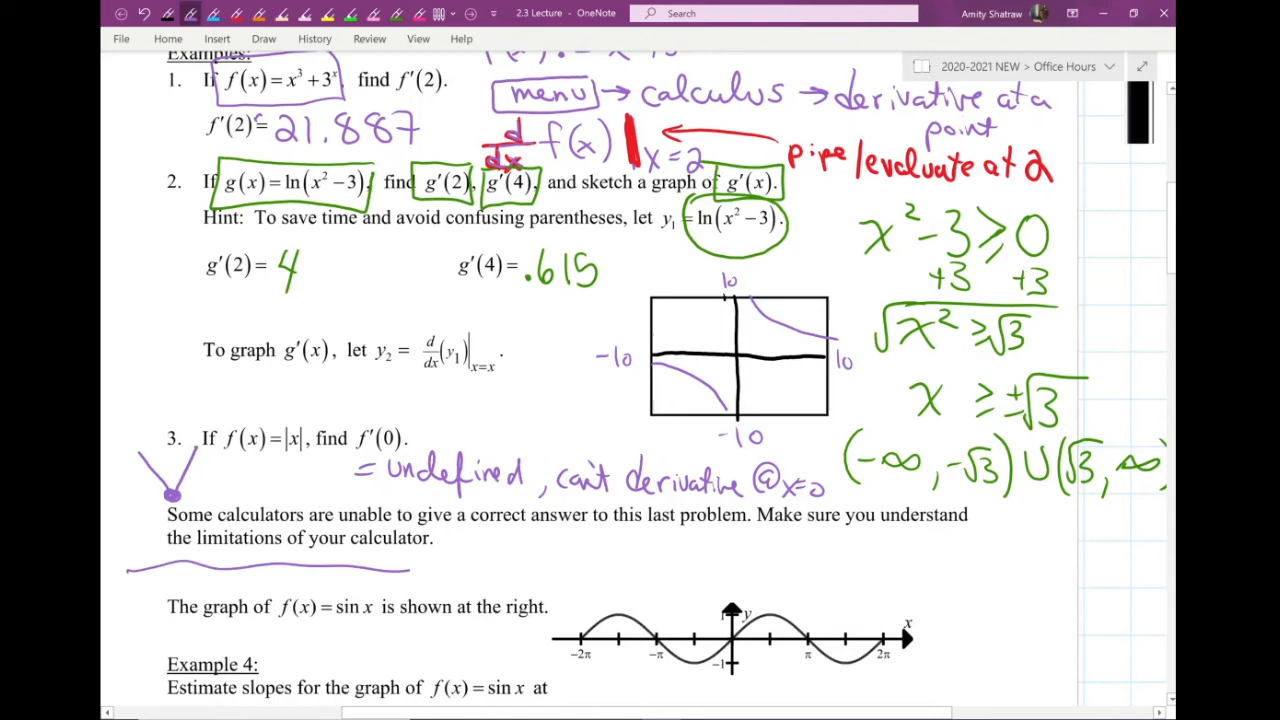 2.3 Lecture - OneNote
Search
Amity Shatraw
File Home Insert Draw History Review View Help
2020-2021 NEW > Office Hours
Examples:
1. If f(x) = x³ + 3ˣ, find f′(2).
menu → calculus → derivative at a point
f′(2) = 21.887
d/dx f(x) | x = 2
pipe/evaluate at 2
2. If g(x) = ln(x² − 3), find g′(2), g′(4), and sketch a graph of g′(x).
Hint: To save time and avoid confusing parentheses, let y₁ = ln(x² − 3).
g′(2) = 4
g′(4) = .615
x² − 3 ≥ 0
+3 +3
√x² ≥ √3
x ≥ ±√3
(−∞, −√3) ∪ (√3, ∞)
10
−10
10
−10
To graph g′(x), let y₂ = d/dx (y₁)|ₓ₌ₓ.
3. If f(x) = |x|, find f′(0).
= undefined, can't derivative @ x=0
Some calculators are unable to give a correct answer to this last problem. Make sure you understand
the limitations of your calculator.
The graph of f(x) = sin x is shown at the right.
1 y x
−2π −π π 2π
−1
Example 4:
Estimate slopes for the graph of f(x) = sin x at